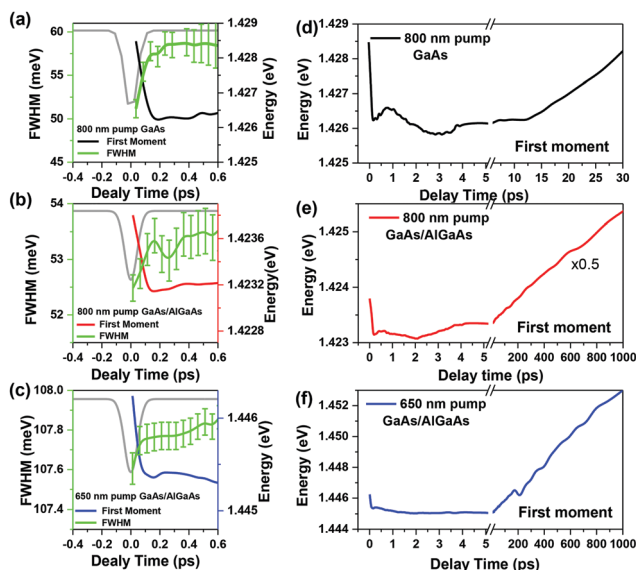 (a)
60
55
50
45
FWHM (meV)
1.429
1.428
1.427
1.426
1.425
Energy (eV)
800 nm pump GaAs
First Moment
FWHM
-0.4 -0.2 0.0 0.2 0.4 0.6
Dealy Time (ps)
(b)
54
53
52
FWHM (meV)
1.4236
1.4232
1.4228
Energy(eV)
800 nm pump GaAs/AlGaAs
First Moment
FWHM
-0.4 -0.2 0.0 0.2 0.4 0.6
Dealy Time (ps)
(c)
108.0
107.8
107.6
107.4
FWHM (meV)
1.446
1.445
Energy (eV)
650 nm pump GaAs/AlGaAs
First Moment
FWHM
-0.4 -0.2 0.0 0.2 0.4 0.6
Dealy Time (ps)
(d)
1.429
1.428
1.427
1.426
1.425
Energy (eV)
800 nm pump
GaAs
First moment
0 1 2 3 4 5 10 15 20 25 30
Delay Time (ps)
(e)
1.425
1.424
1.423
Energy (eV)
800 nm pump
GaAs/AlGaAs
x0.5
First moment
0 1 2 3 4 5 200 400 600 800 1000
Delay time (ps)
(f)
1.452
1.450
1.448
1.446
1.444
Energy (eV)
650 nm pump
GaAs/AlGaAs
First moment
0 1 2 3 4 5 200 400 600 800 1000
Delay Time (ps)